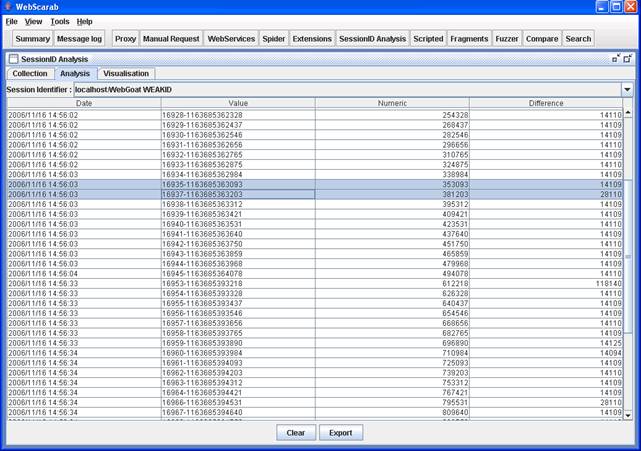 WebScarab
File View Tools Help
Summary Message log Proxy Manual Request WebServices Spider Extensions SessionID Analysis Scripted Fragments Fuzzer Compare Search
SessionID Analysis
Collection Analysis Visualisation
Session Identifier : localhost/WebGoat WEAKID
Date Value Numeric Difference
2006/11/16 14:56:02 16928-1163685362328 254328 14110
2006/11/16 14:56:02 16929-1163685362437 268437 14109
2006/11/16 14:56:02 16930-1163685362546 282546 14109
2006/11/16 14:56:02 16931-1163685362656 296656 14110
2006/11/16 14:56:02 16932-1163685362765 310765 14109
2006/11/16 14:56:02 16933-1163685362875 324875 14110
2006/11/16 14:56:03 16934-1163685362984 338984 14109
2006/11/16 14:56:03 16935-1163685363093 353093 14109
2006/11/16 14:56:03 16937-1163685363203 381203 28110
2006/11/16 14:56:03 16938-1163685363312 395312 14109
2006/11/16 14:56:03 16939-1163685363421 409421 14109
2006/11/16 14:56:03 16940-1163685363531 423531 14110
2006/11/16 14:56:03 16941-1163685363640 437640 14109
2006/11/16 14:56:03 16942-1163685363750 451750 14110
2006/11/16 14:56:03 16943-1163685363859 465859 14109
2006/11/16 14:56:03 16944-1163685363968 479968 14109
2006/11/16 14:56:04 16945-1163685364078 494078 14110
2006/11/16 14:56:33 16953-1163685393218 612218 118140
2006/11/16 14:56:33 16954-1163685393328 626328 14110
2006/11/16 14:56:33 16955-1163685393437 640437 14109
2006/11/16 14:56:33 16956-1163685393546 654546 14109
2006/11/16 14:56:33 16957-1163685393656 668656 14110
2006/11/16 14:56:33 16958-1163685393765 682765 14109
2006/11/16 14:56:33 16959-1163685393890 696890 14125
2006/11/16 14:56:34 16960-1163685393984 710984 14094
2006/11/16 14:56:34 16961-1163685394093 725093 14109
2006/11/16 14:56:34 16962-1163685394203 739203 14110
2006/11/16 14:56:34 16963-1163685394312 753312 14109
2006/11/16 14:56:34 16964-1163685394421 767421 14109
2006/11/16 14:56:34 16966-1163685394531 795531 28110
2006/11/16 14:56:34 16967-1163685394640 809640 14109
Clear Export